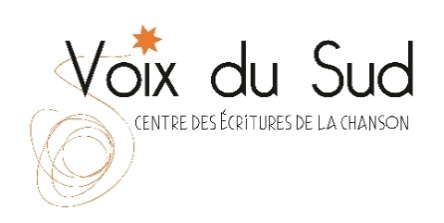 Voix du Sud
CENTRE DES ÉCRITURES DE LA CHANSON